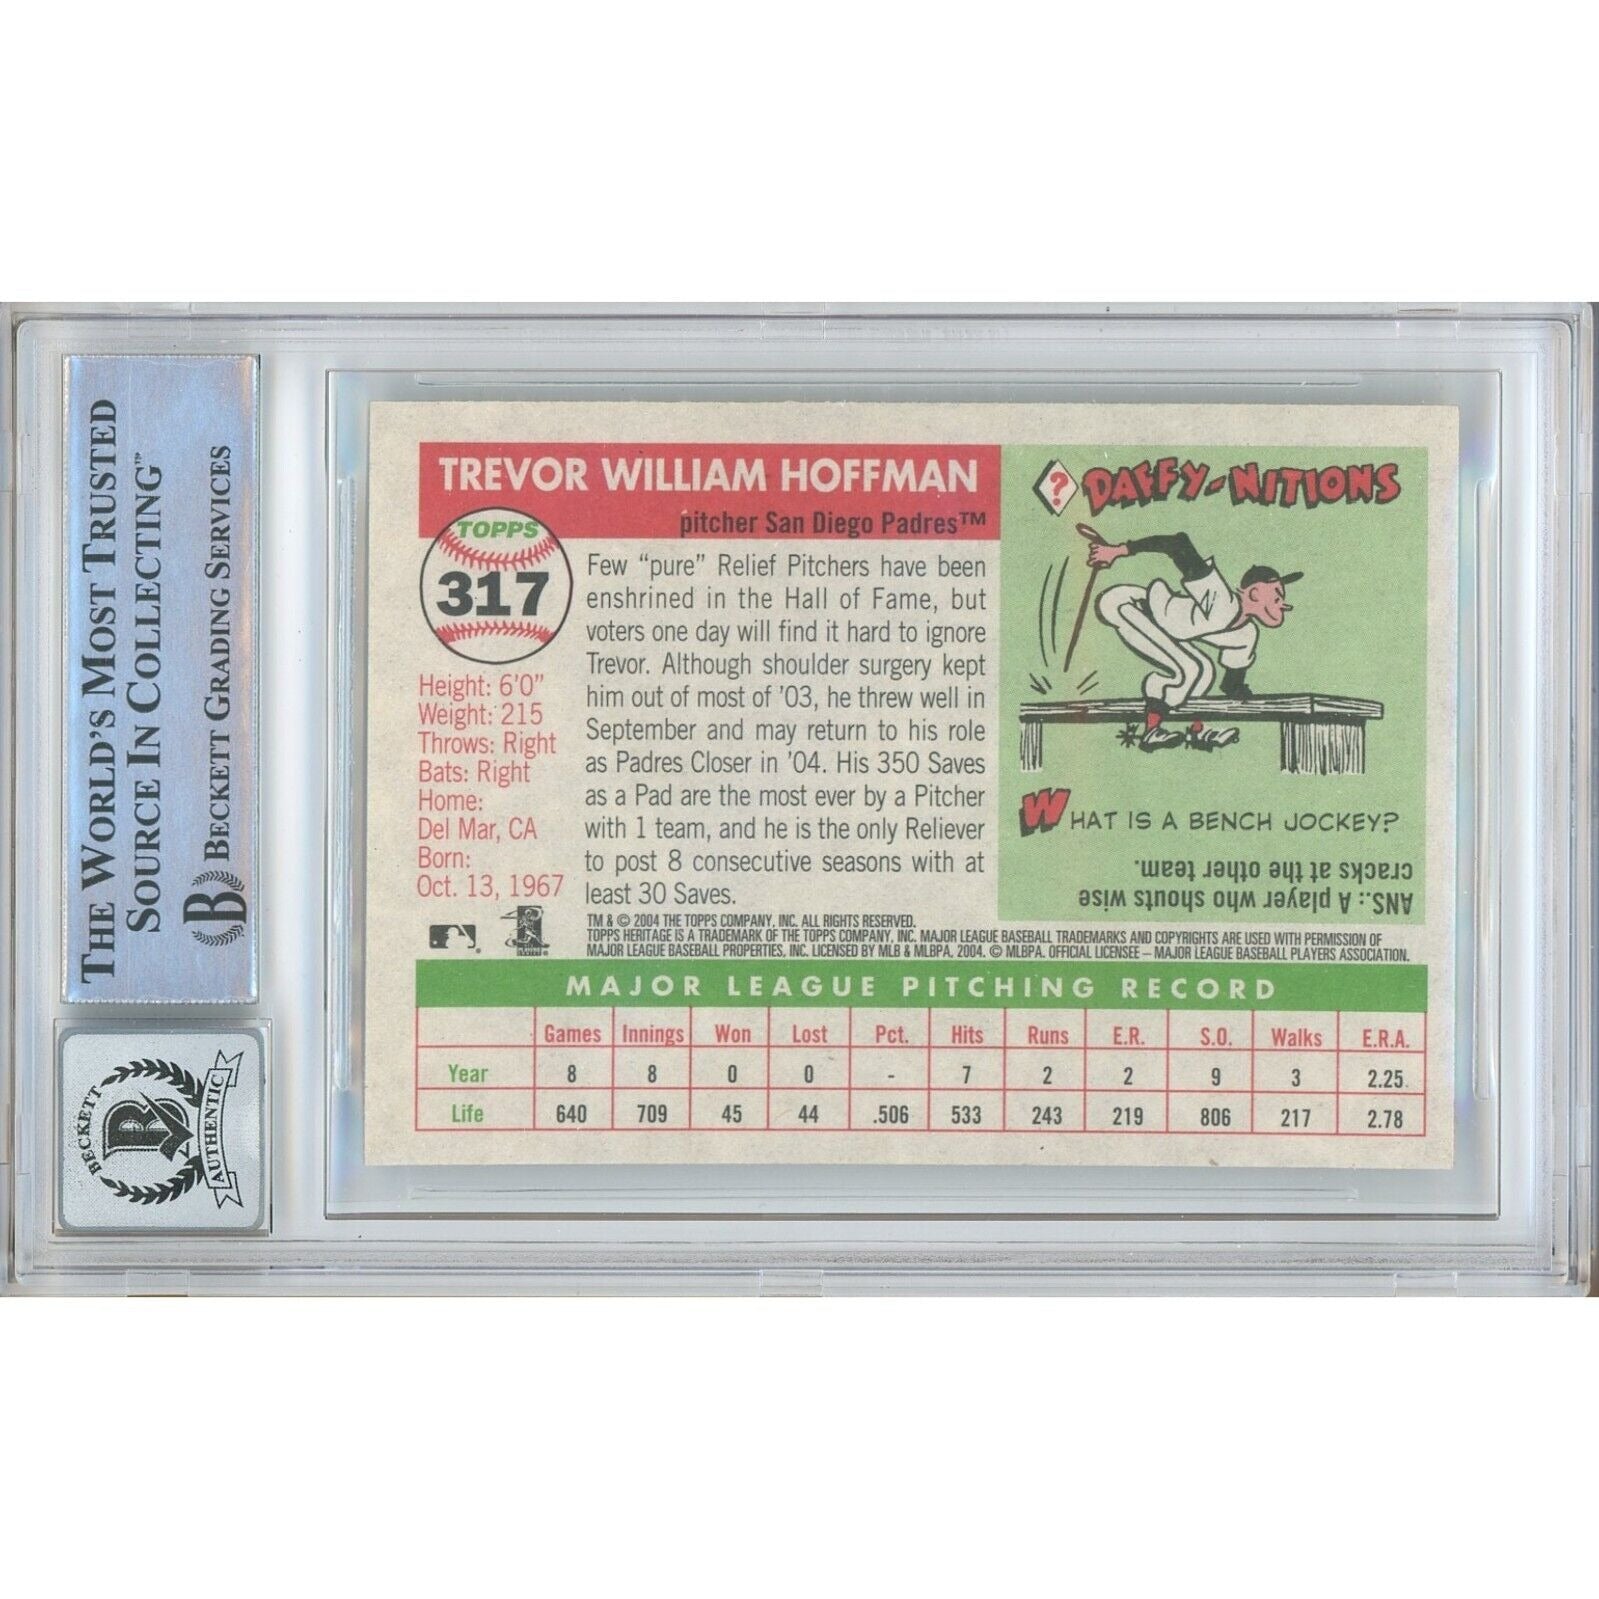 THE WORLD'S MOST TRUSTED
SOURCE IN COLLECTING™
BECKETT GRADING SERVICES
B
BECKETT
B
AUTHENTIC
TREVOR WILLIAM HOFFMAN
pitcher San Diego Padres™
TOPPS
317
Height: 6'0"
Weight: 215
Throws: Right
Bats: Right
Home:
Del Mar, CA
Born:
Oct. 13, 1967
Few "pure" Relief Pitchers have been
enshrined in the Hall of Fame, but
voters one day will find it hard to ignore
Trevor. Although shoulder surgery kept
him out of most of '03, he threw well in
September and may return to his role
as Padres Closer in '04. His 350 Saves
as a Pad are the most ever by a Pitcher
with 1 team, and he is the only Reliever
to post 8 consecutive seasons with at
least 30 Saves.
? DAFFY-NITIONS
WHAT IS A BENCH JOCKEY?
ANS.: A player who shouts wise
cracks at the other team.
TM & © 2004 THE TOPPS COMPANY, INC. ALL RIGHTS RESERVED.
TOPPS HERITAGE IS A TRADEMARK OF THE TOPPS COMPANY, INC. MAJOR LEAGUE BASEBALL TRADEMARKS AND COPYRIGHTS ARE USED WITH PERMISSION OF
MAJOR LEAGUE BASEBALL PROPERTIES, INC. LICENSED BY MLB & MLBPA, 2004. © MLBPA. OFFICIAL LICENSEE – MAJOR LEAGUE BASEBALL PLAYERS ASSOCIATION.
MAJOR LEAGUE PITCHING RECORD
Games Innings Won Lost Pct. Hits Runs E.R. S.O. Walks E.R.A.
Year 8 8 0 0 - 7 2 2 9 3 2.25
Life 640 709 45 44 .506 533 243 219 806 217 2.78